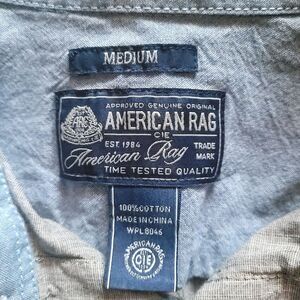 MEDIUM
APPROVED GENUINE ORIGINAL
ARC
AMERICAN RAG
CIE
EST. 1984
TRADE MARK
American Rag
TIME TESTED QUALITY
100% COTTON
MADE IN CHINA
WPL8046
AMERICAN RAG
CIE